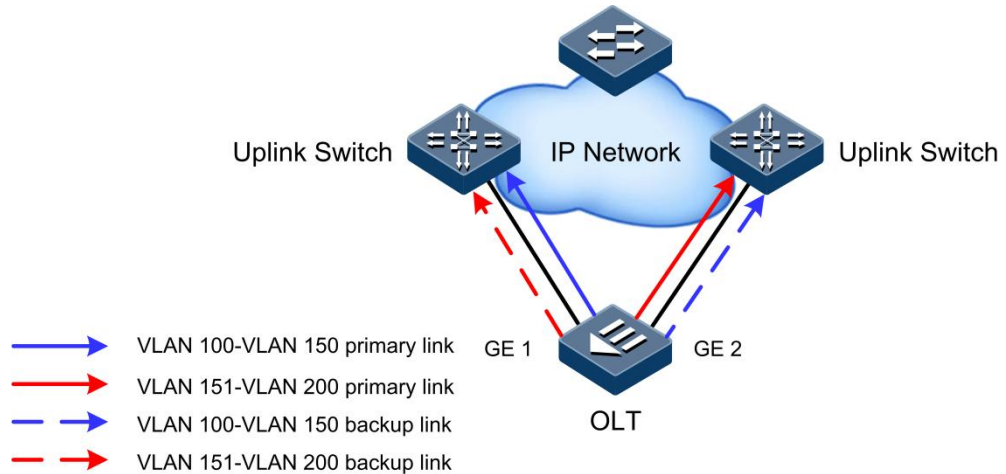 Uplink Switch
IP Network
Uplink Switch
GE 1
GE 2
OLT
VLAN 100-VLAN 150 primary link
VLAN 151-VLAN 200 primary link
VLAN 100-VLAN 150 backup link
VLAN 151-VLAN 200 backup link